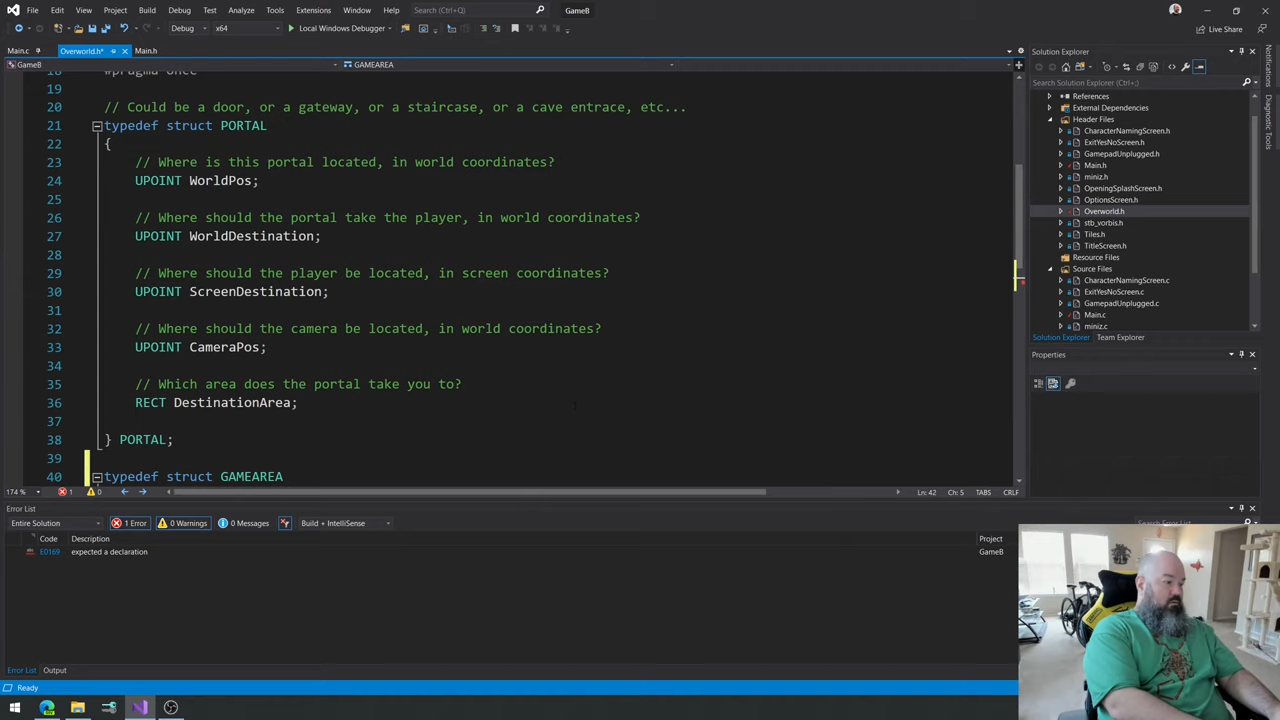 File Edit View Project Build Debug Test Analyze Tools Extensions Window Help Search (Ctrl+Q) GameB
Debug x64 Local Windows Debugger Live Share
Main.c Overworld.h* Main.h
GameB GAMEAREA
18 #pragma once
19
20 // Could be a door, or a gateway, or a staircase, or a cave entrace, etc...
21 typedef struct PORTAL
22 {
23 // Where is this portal located, in world coordinates?
24 UPOINT WorldPos;
25
26 // Where should the portal take the player, in world coordinates?
27 UPOINT WorldDestination;
28
29 // Where should the player be located, in screen coordinates?
30 UPOINT ScreenDestination;
31
32 // Where should the camera be located, in world coordinates?
33 UPOINT CameraPos;
34
35 // Which area does the portal take you to?
36 RECT DestinationArea;
37
38 } PORTAL;
39
40 typedef struct GAMEAREA
174 % 1 0 Ln: 42 Ch: 5 TABS CRLF
Solution Explorer
Search Solution Explorer (Ctrl+;)
References
External Dependencies
Header Files
CharacterNamingScreen.h
ExitYesNoScreen.h
GamepadUnplugged.h
Main.h
miniz.h
OpeningSplashScreen.h
OptionsScreen.h
Overworld.h
stb_vorbis.h
Tiles.h
TitleScreen.h
Resource Files
Source Files
CharacterNamingScreen.c
ExitYesNoScreen.c
GamepadUnplugged.c
Main.c
miniz.c
Solution Explorer Team Explorer
Properties
Notifications
Diagnostic Tools
Error List
Entire Solution 1 Error 0 Warnings 0 Messages Build + IntelliSense
Code Description Project
E0169 expected a declaration GameB
Error List Output
Ready